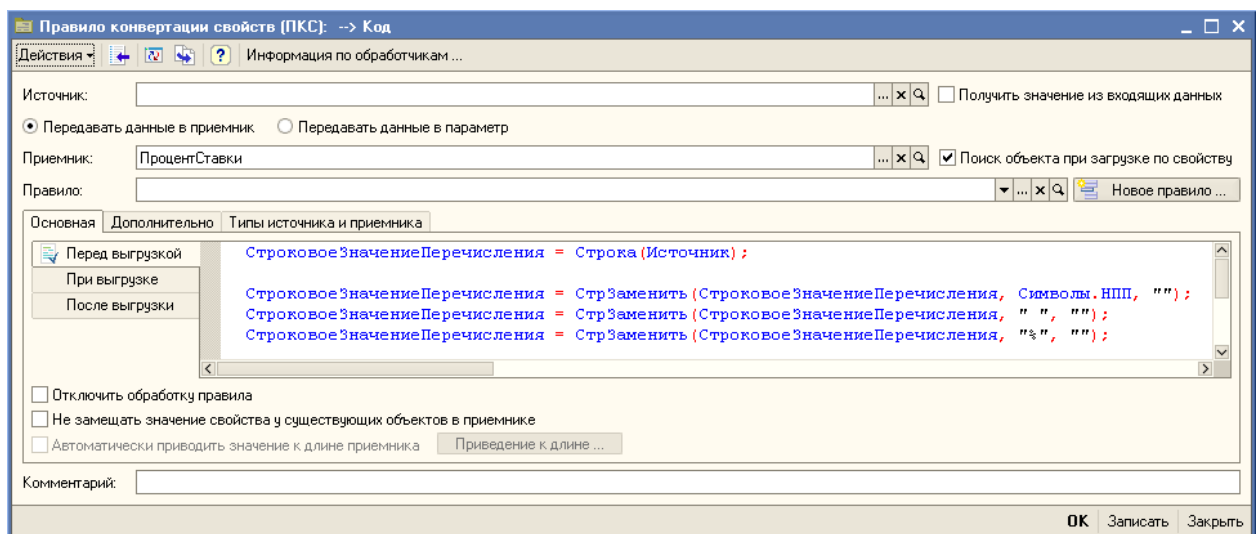 Правило конвертации свойств (ПКС): --> Код
Действия ? Информация по обработчикам ...
Источник: ... x Получить значение из входящих данных
Передавать данные в приемник Передавать данные в параметр
Приемник: ПроцентСтавки ... x Поиск объекта при загрузке по свойству
Правило: ... x Новое правило ...
Основная Дополнительно Типы источника и приемника
Перед выгрузкой
При выгрузке
После выгрузки
СтроковоеЗначениеПеречисления = Строка(Источник);
СтроковоеЗначениеПеречисления = СтрЗаменить(СтроковоеЗначениеПеречисления, Символы.НПП, "");
СтроковоеЗначениеПеречисления = СтрЗаменить(СтроковоеЗначениеПеречисления, " ", "");
СтроковоеЗначениеПеречисления = СтрЗаменить(СтроковоеЗначениеПеречисления, "%", "");
Отключить обработку правила
Не замещать значение свойства у существующих объектов в приемнике
Автоматически приводить значение к длине приемника Приведение к длине ...
Комментарий:
OK Записать Закрыть